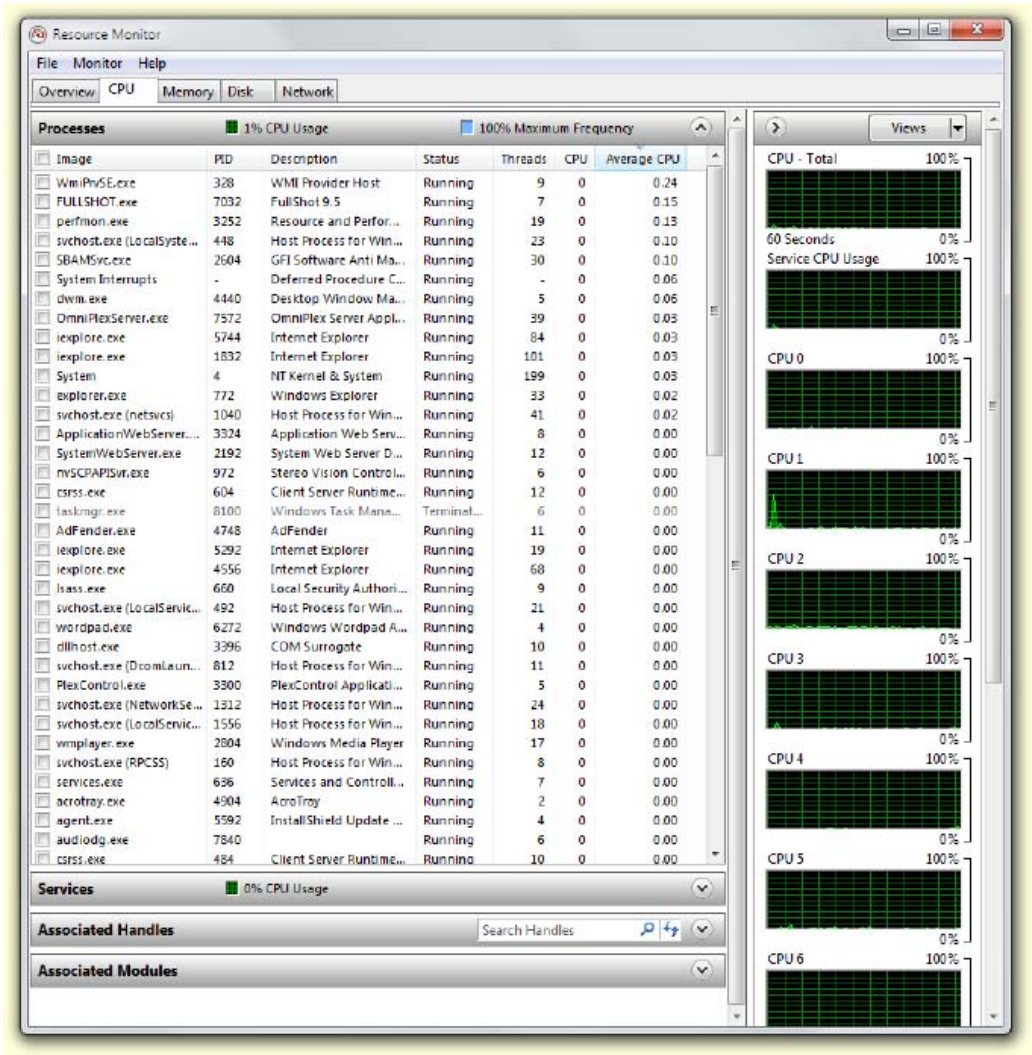 Resource Monitor
File Monitor Help
Overview CPU Memory Disk Network
Processes 1% CPU Usage 100% Maximum Frequency
Image PID Description Status Threads CPU Average CPU
WmiPrvSE.exe 328 WMI Provider Host Running 9 0 0.24
FULLSHOT.exe 7032 FullShot 9.5 Running 7 0 0.15
perfmon.exe 3252 Resource and Perfor... Running 19 0 0.13
svchost.exe (LocalSyste... 448 Host Process for Win... Running 23 0 0.10
SBAMSvc.exe 2604 GFI Software Anti Ma... Running 30 0 0.10
System Interrupts - Deferred Procedure C... Running - 0 0.06
dwm.exe 4440 Desktop Window Ma... Running 5 0 0.06
OmniPlexServer.exe 7572 OmniPlex Server Appl... Running 39 0 0.03
iexplore.exe 5744 Internet Explorer Running 84 0 0.03
iexplore.exe 1832 Internet Explorer Running 101 0 0.03
System 4 NT Kernel & System Running 199 0 0.03
explorer.exe 772 Windows Explorer Running 33 0 0.02
svchost.exe (netsvcs) 1040 Host Process for Win... Running 41 0 0.02
ApplicationWebServer.... 3324 Application Web Serv... Running 8 0 0.00
SystemWebServer.exe 2192 System Web Server D... Running 12 0 0.00
nvSCPAPISvr.exe 972 Stereo Vision Control... Running 6 0 0.00
csrss.exe 604 Client Server Runtime... Running 12 0 0.00
taskmgr.exe 8100 Windows Task Mana... Terminat... 6 0 0.00
AdFender.exe 4748 AdFender Running 11 0 0.00
iexplore.exe 5292 Internet Explorer Running 19 0 0.00
iexplore.exe 4556 Internet Explorer Running 68 0 0.00
lsass.exe 660 Local Security Authori... Running 9 0 0.00
svchost.exe (LocalServic... 492 Host Process for Win... Running 21 0 0.00
wordpad.exe 6272 Windows Wordpad A... Running 4 0 0.00
dllhost.exe 3396 COM Surrogate Running 10 0 0.00
svchost.exe (DcomLaun... 812 Host Process for Win... Running 11 0 0.00
PlexControl.exe 3300 PlexControl Applicati... Running 5 0 0.00
svchost.exe (NetworkSe... 1312 Host Process for Win... Running 24 0 0.00
svchost.exe (LocalServic... 1556 Host Process for Win... Running 18 0 0.00
wmplayer.exe 2804 Windows Media Player Running 17 0 0.00
svchost.exe (RPCSS) 160 Host Process for Win... Running 8 0 0.00
services.exe 636 Services and Controll... Running 7 0 0.00
acrotray.exe 4904 AcroTray Running 2 0 0.00
agent.exe 5592 InstallShield Update ... Running 4 0 0.00
audiodg.exe 7840 Running 6 0 0.00
csrss.exe 484 Client Server Runtime... Running 10 0 0.00
Services 0% CPU Usage
Associated Handles Search Handles
Associated Modules
Views
CPU - Total 100%
60 Seconds 0%
Service CPU Usage 100%
0%
CPU 0 100%
0%
CPU 1 100%
0%
CPU 2 100%
0%
CPU 3 100%
0%
CPU 4 100%
0%
CPU 5 100%
0%
CPU 6 100%